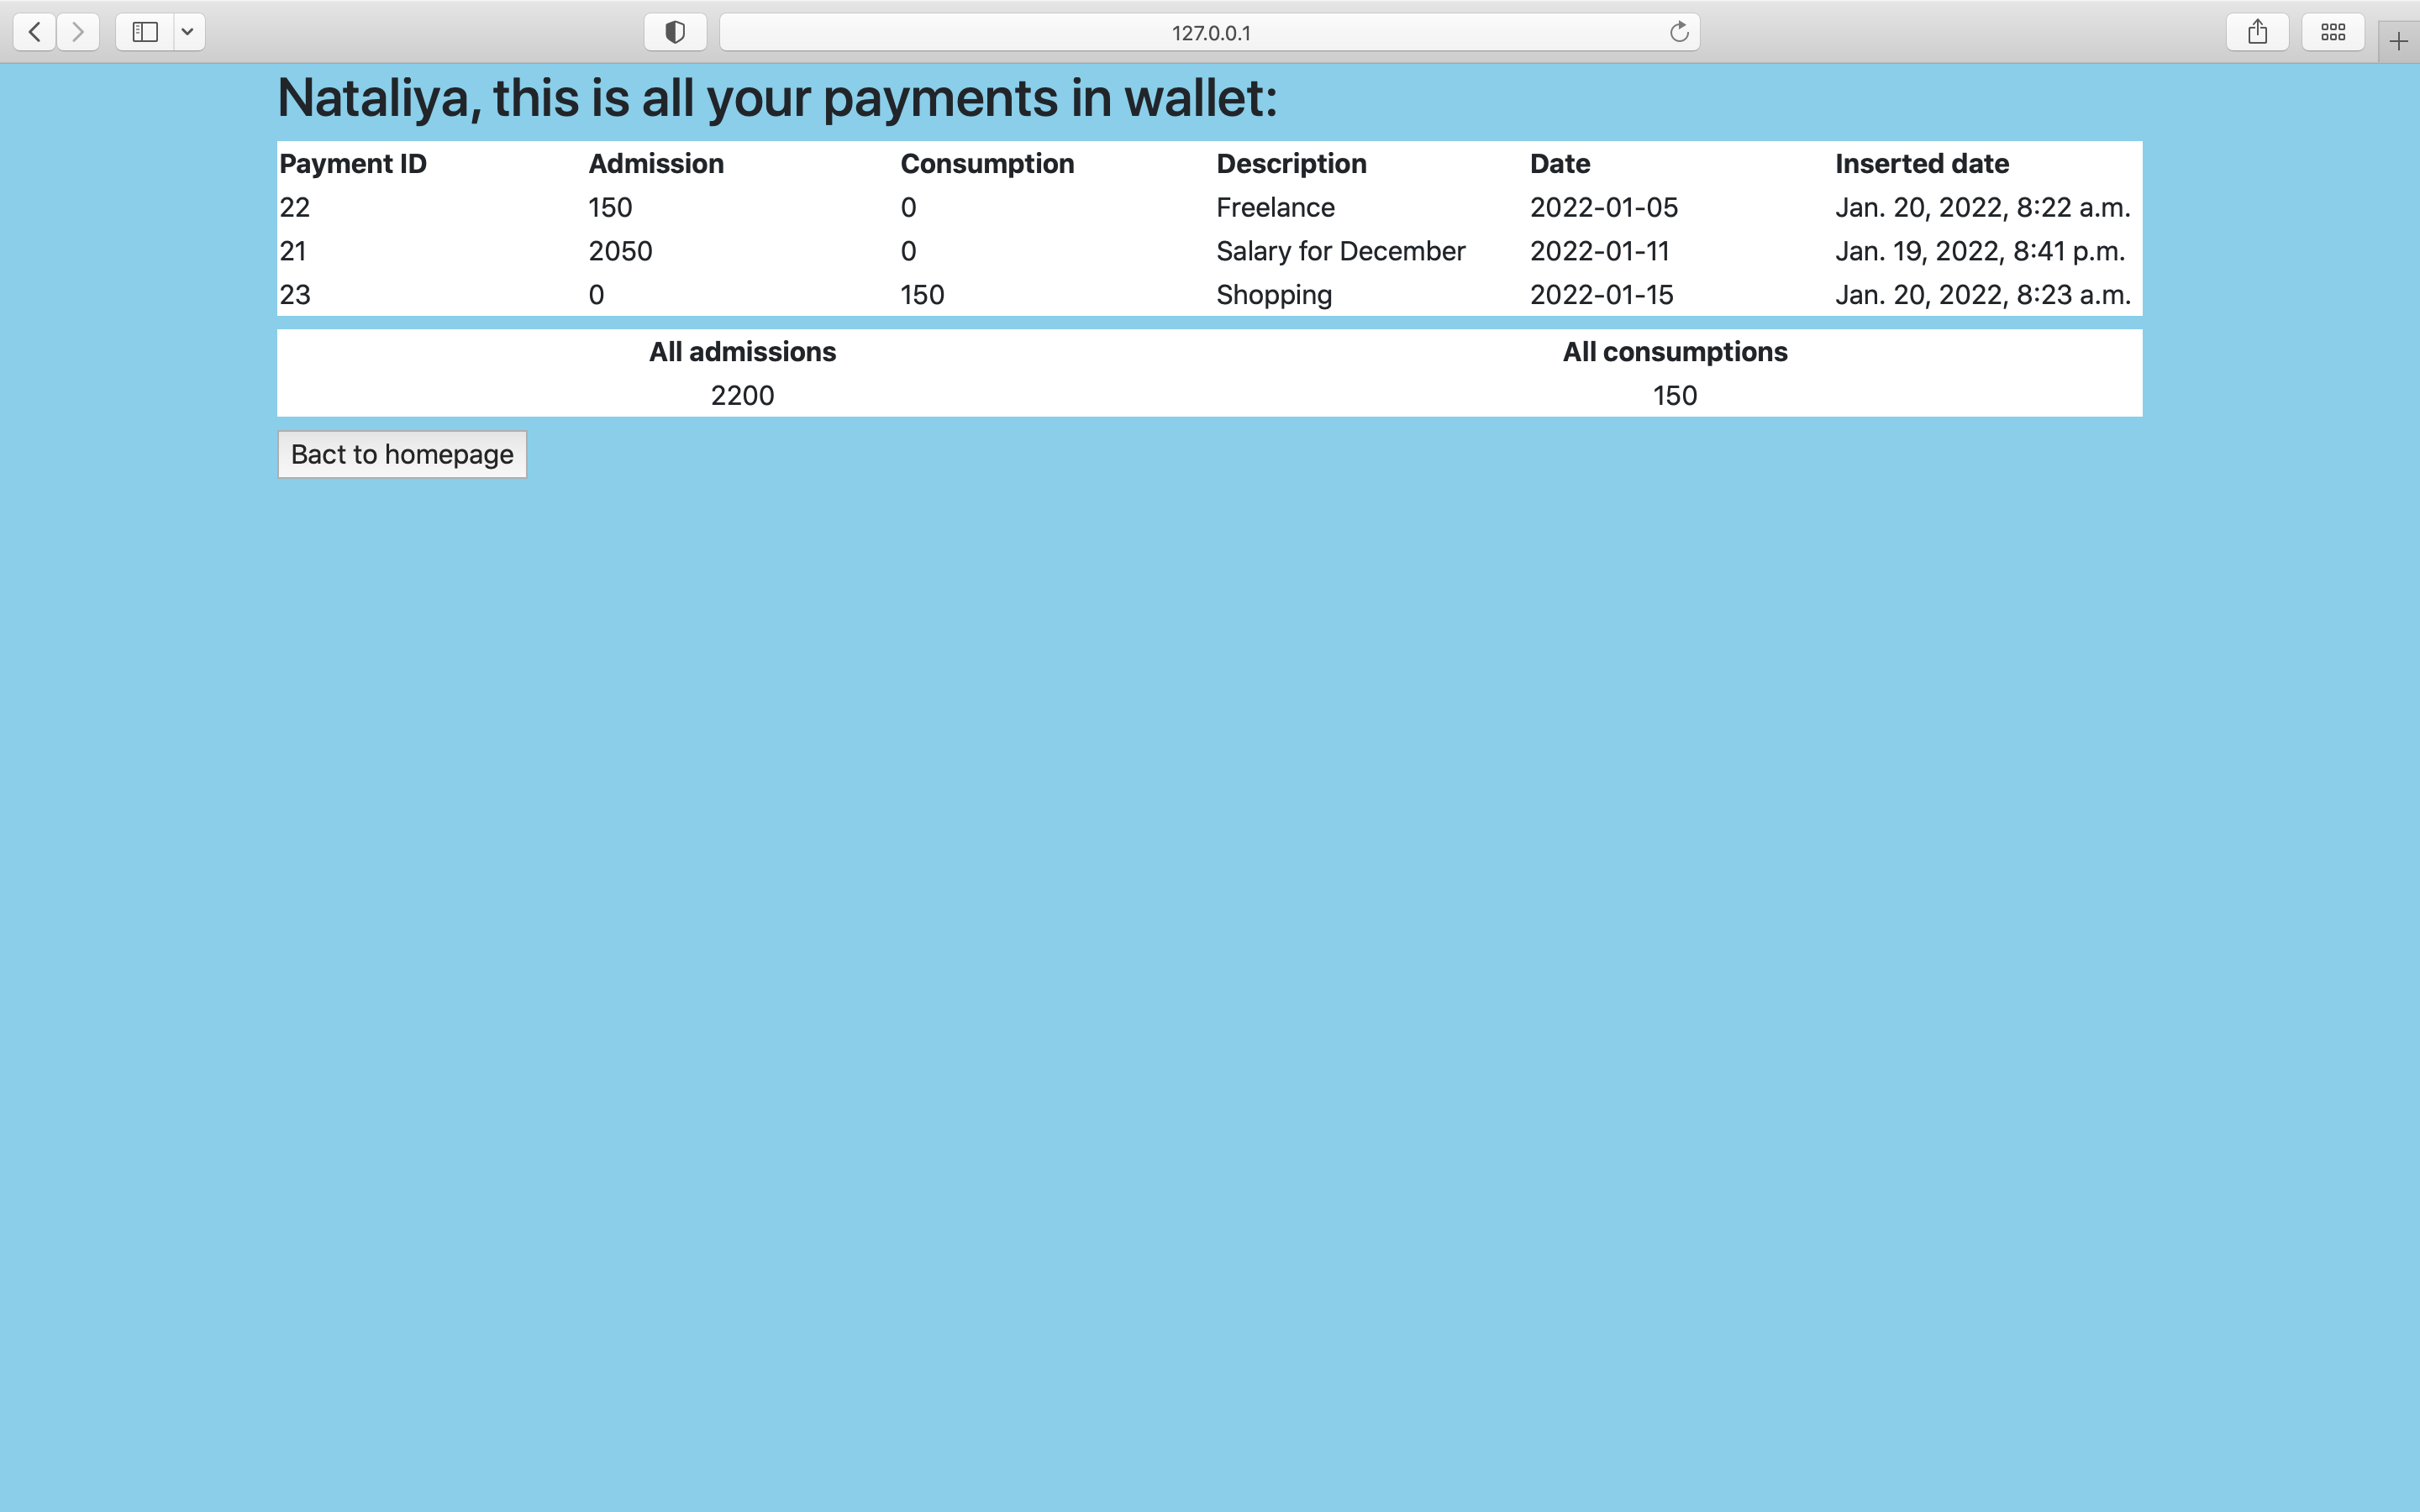 127.0.0.1
Nataliya, this is all your payments in wallet:
Payment ID Admission Consumption Description Date Inserted date
22 150 0 Freelance 2022-01-05 Jan. 20, 2022, 8:22 a.m.
21 2050 0 Salary for December 2022-01-11 Jan. 19, 2022, 8:41 p.m.
23 0 150 Shopping 2022-01-15 Jan. 20, 2022, 8:23 a.m.
All admissions All consumptions
2200 150
Bact to homepage